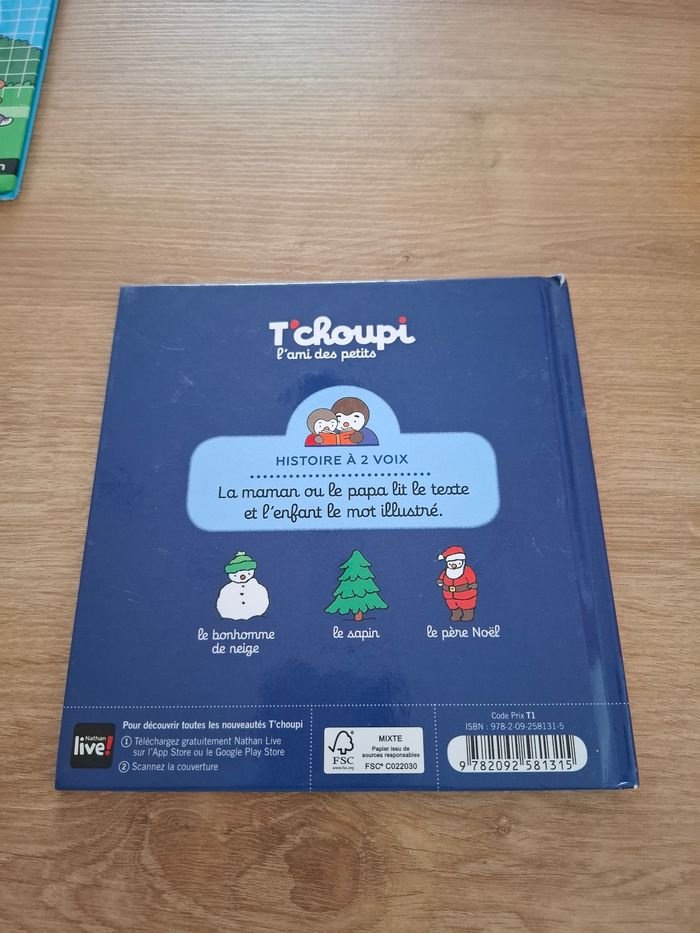 T'choupi
l'ami des petits
HISTOIRE À 2 VOIX
La maman ou le papa lit le texte
et l'enfant le mot illustré.
le bonhomme
de neige
le sapin
le père Noël
Nathan
live!
Pour découvrir toutes les nouveautés T'choupi
1 Téléchargez gratuitement Nathan Live
sur l'App Store ou le Google Play Store
2 Scannez la couverture
FSC
www.fsc.org
MIXTE
Papier issu de
sources responsables
FSC® C022030
Code Prix T1
ISBN : 978-2-09-258131-5
9 782092 581315